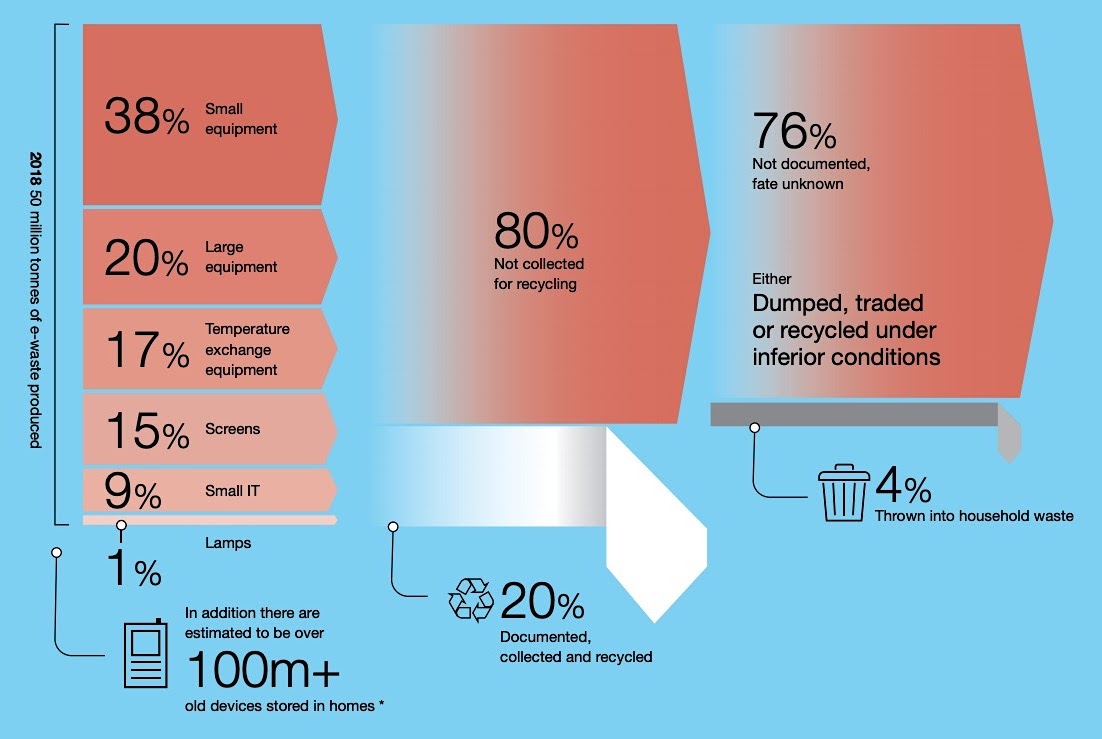 2018 50 million tonnes of e-waste produced
38% Small
equipment
20% Large
equipment
17% Temperature
exchange
equipment
15% Screens
9% Small IT
1% Lamps
In addition there are
estimated to be over
100m+
old devices stored in homes *
80%
Not collected
for recycling
20%
Documented,
collected and recycled
76%
Not documented,
fate unknown
Either
Dumped, traded
or recycled under
inferior conditions
4%
Thrown into household waste